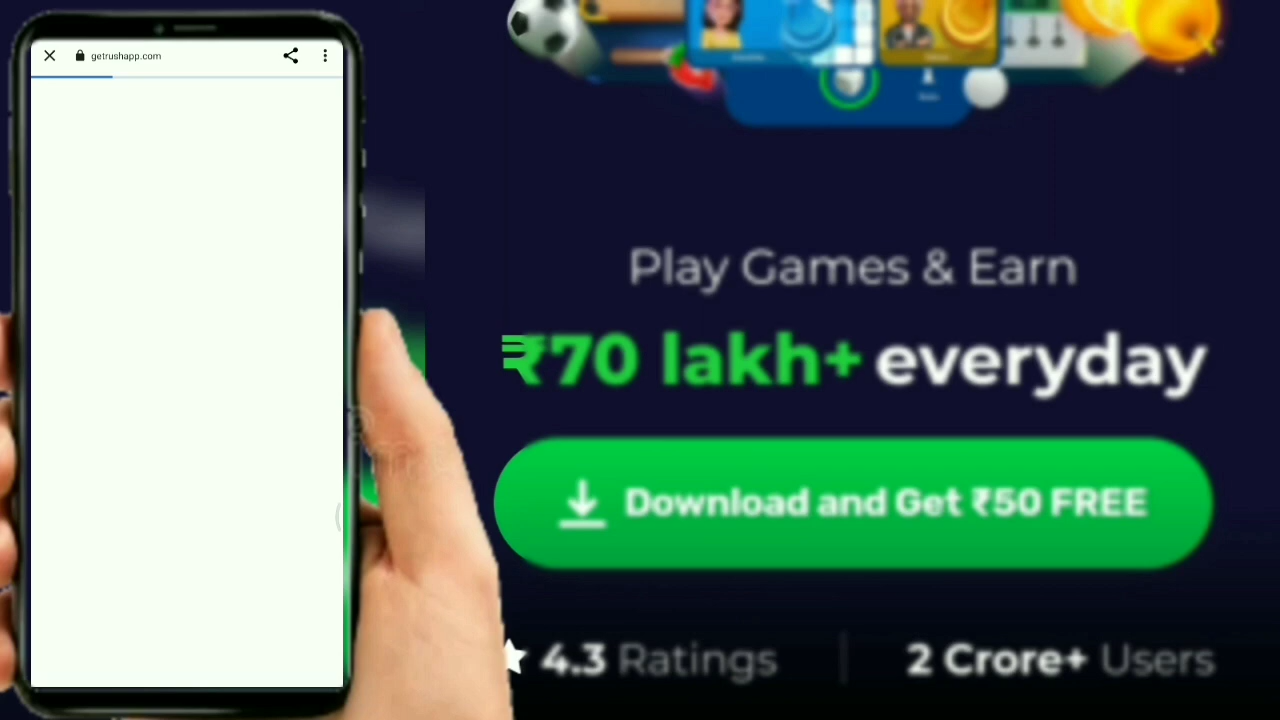 getrushapp.com
Play Games & Earn
₹70 lakh+ everyday
Download and Get ₹50 FREE
4.3 Ratings
2 Crore+ Users